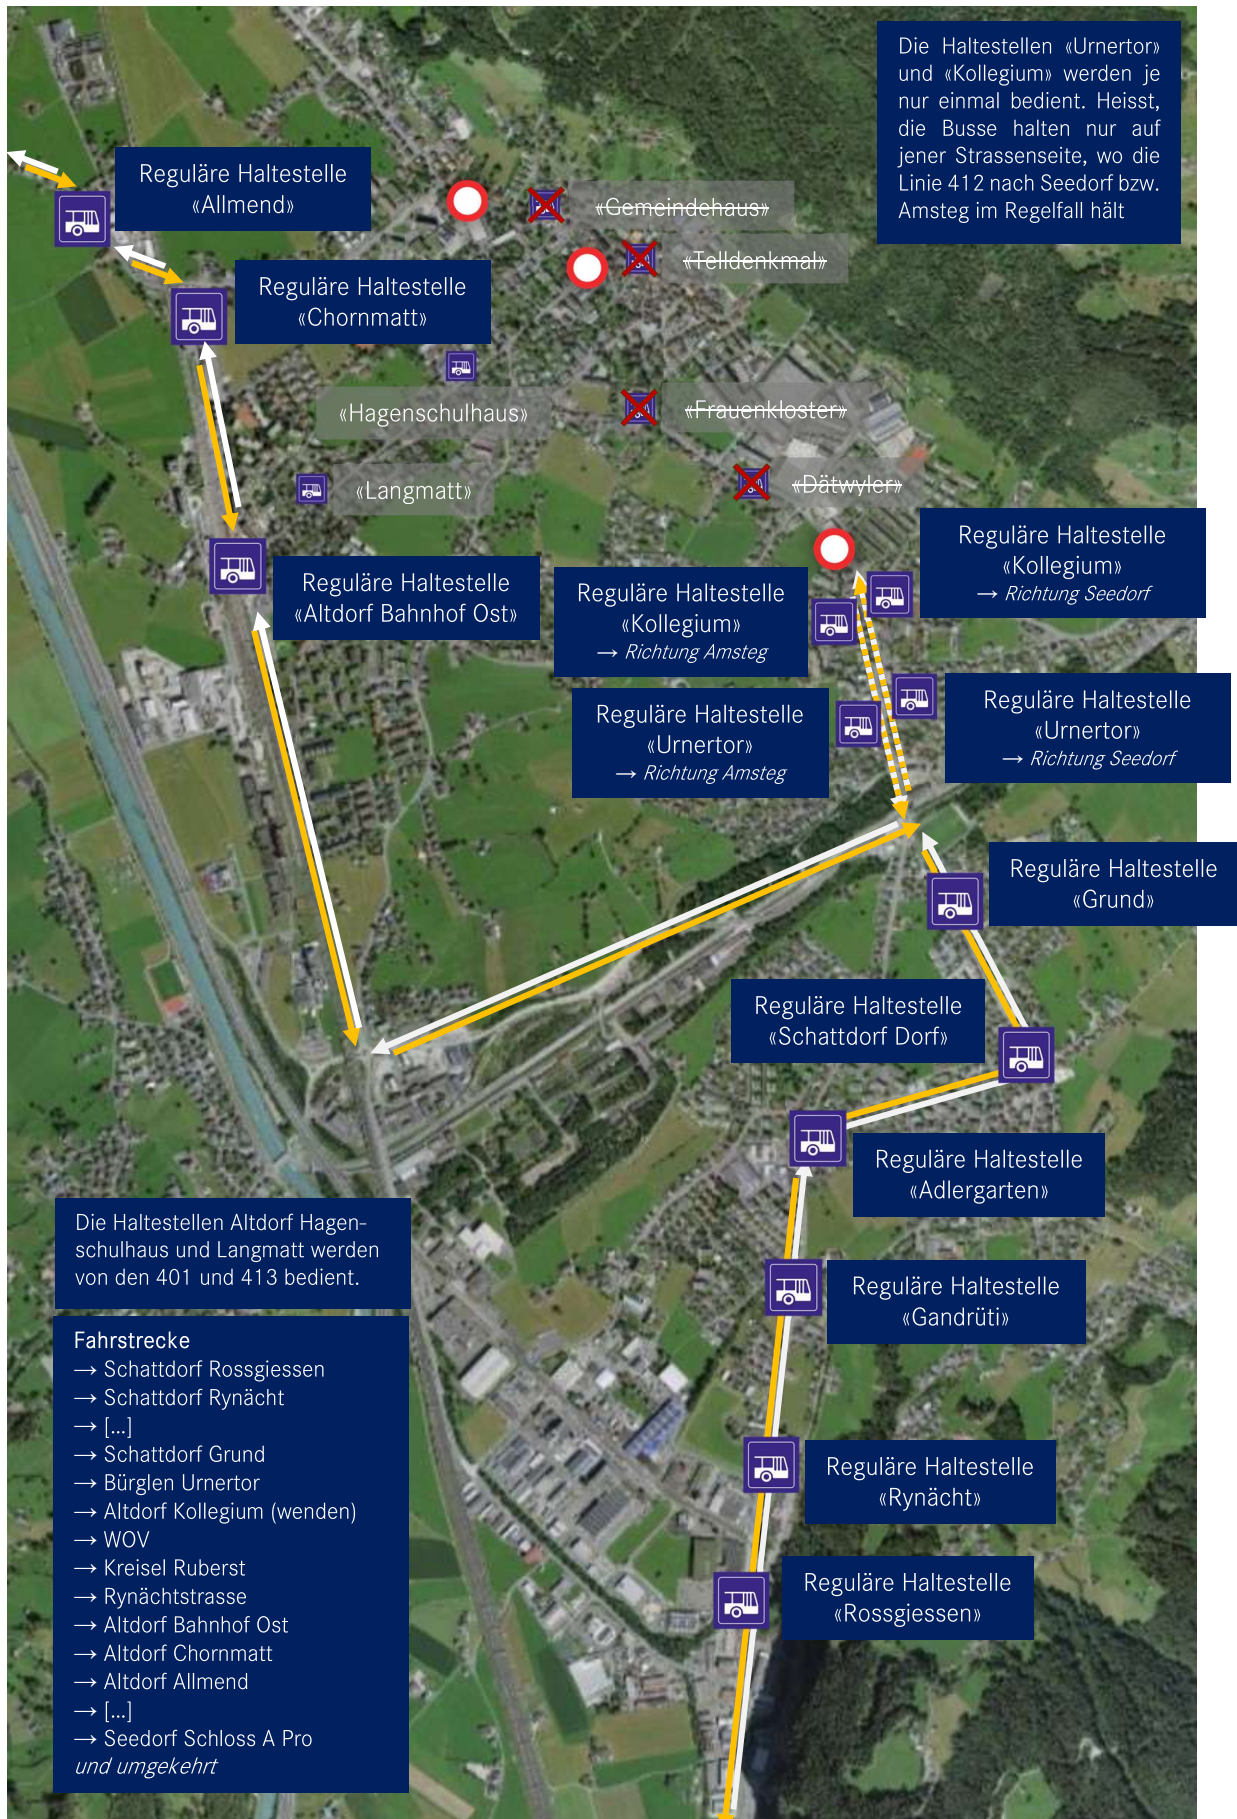 Die Haltestellen «Urnertor»
und «Kollegium» werden je
nur einmal bedient. Heisst,
die Busse halten nur auf
jener Strassenseite, wo die
Linie 412 nach Seedorf bzw.
Amsteg im Regelfall hält
Reguläre Haltestelle
«Allmend»
«Gemeindehaus»
«Telldenkmal»
Reguläre Haltestelle
«Chornmatt»
«Hagenschulhaus»
«Frauenkloster»
«Langmatt»
«Dätwyler»
Reguläre Haltestelle
«Kollegium»
→ Richtung Seedorf
Reguläre Haltestelle
«Altdorf Bahnhof Ost»
Reguläre Haltestelle
«Kollegium»
→ Richtung Amsteg
Reguläre Haltestelle
«Urnertor»
→ Richtung Seedorf
Reguläre Haltestelle
«Urnertor»
→ Richtung Amsteg
Reguläre Haltestelle
«Grund»
Reguläre Haltestelle
«Schattdorf Dorf»
Reguläre Haltestelle
«Adlergarten»
Reguläre Haltestelle
«Gandrüti»
Reguläre Haltestelle
«Rynächt»
Reguläre Haltestelle
«Rossgiessen»
Die Haltestellen Altdorf Hagen-
schulhaus und Langmatt werden
von den 401 und 413 bedient.
Fahrstrecke
→ Schattdorf Rossgiessen
→ Schattdorf Rynächt
→ [...]
→ Schattdorf Grund
→ Bürglen Urnertor
→ Altdorf Kollegium (wenden)
→ WOV
→ Kreisel Ruberst
→ Rynächtstrasse
→ Altdorf Bahnhof Ost
→ Altdorf Chornmatt
→ Altdorf Allmend
→ [...]
→ Seedorf Schloss A Pro
und umgekehrt